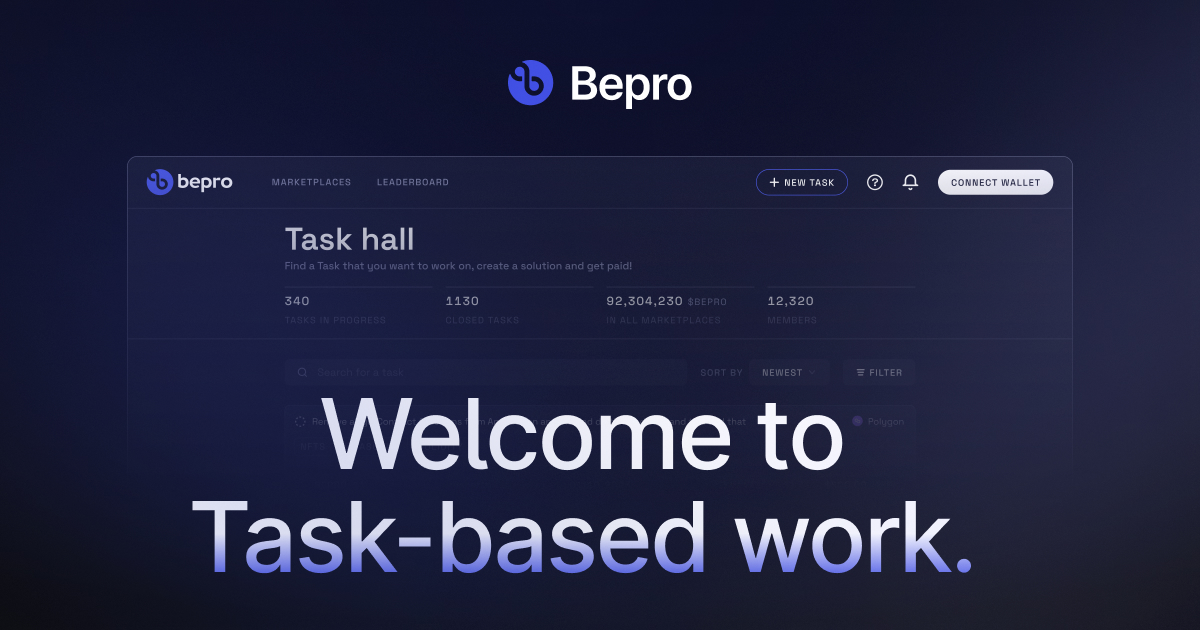 Bepro
bepro MARKETPLACES LEADERBOARD + NEW TASK ? CONNECT WALLET
Task hall
Find a Task that you want to work on, create a solution and get paid!
340 1130 92,304,230 $BEPRO 12,320
TASKS IN PROGRESS CLOSED TASKS IN ALL MARKETPLACES MEMBERS
Search for a task SORT BY NEWEST FILTER
that Polygon
Welcome to
Task-based work.